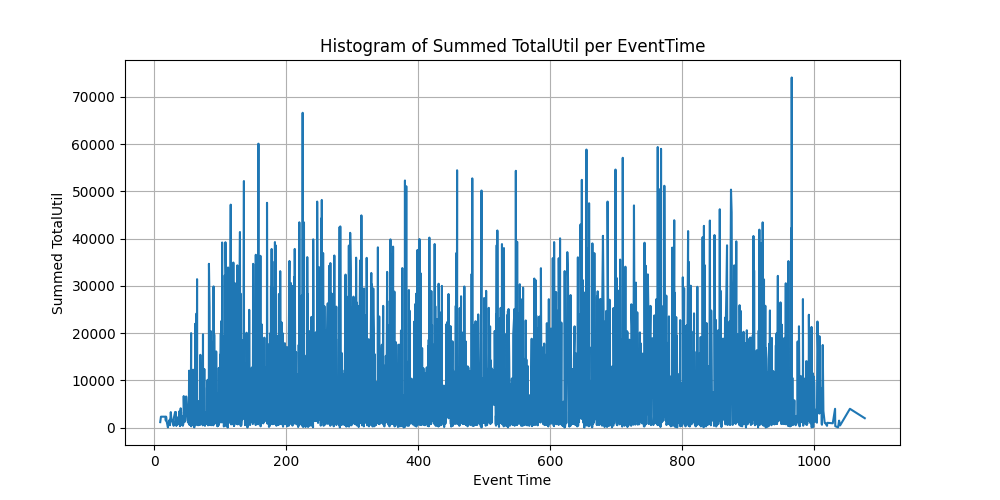 Histogram of Summed TotalUtil per EventTime
Summed TotalUtil
70000
60000
50000
40000
30000
20000
10000
0
0 200 400 600 800 1000
Event Time